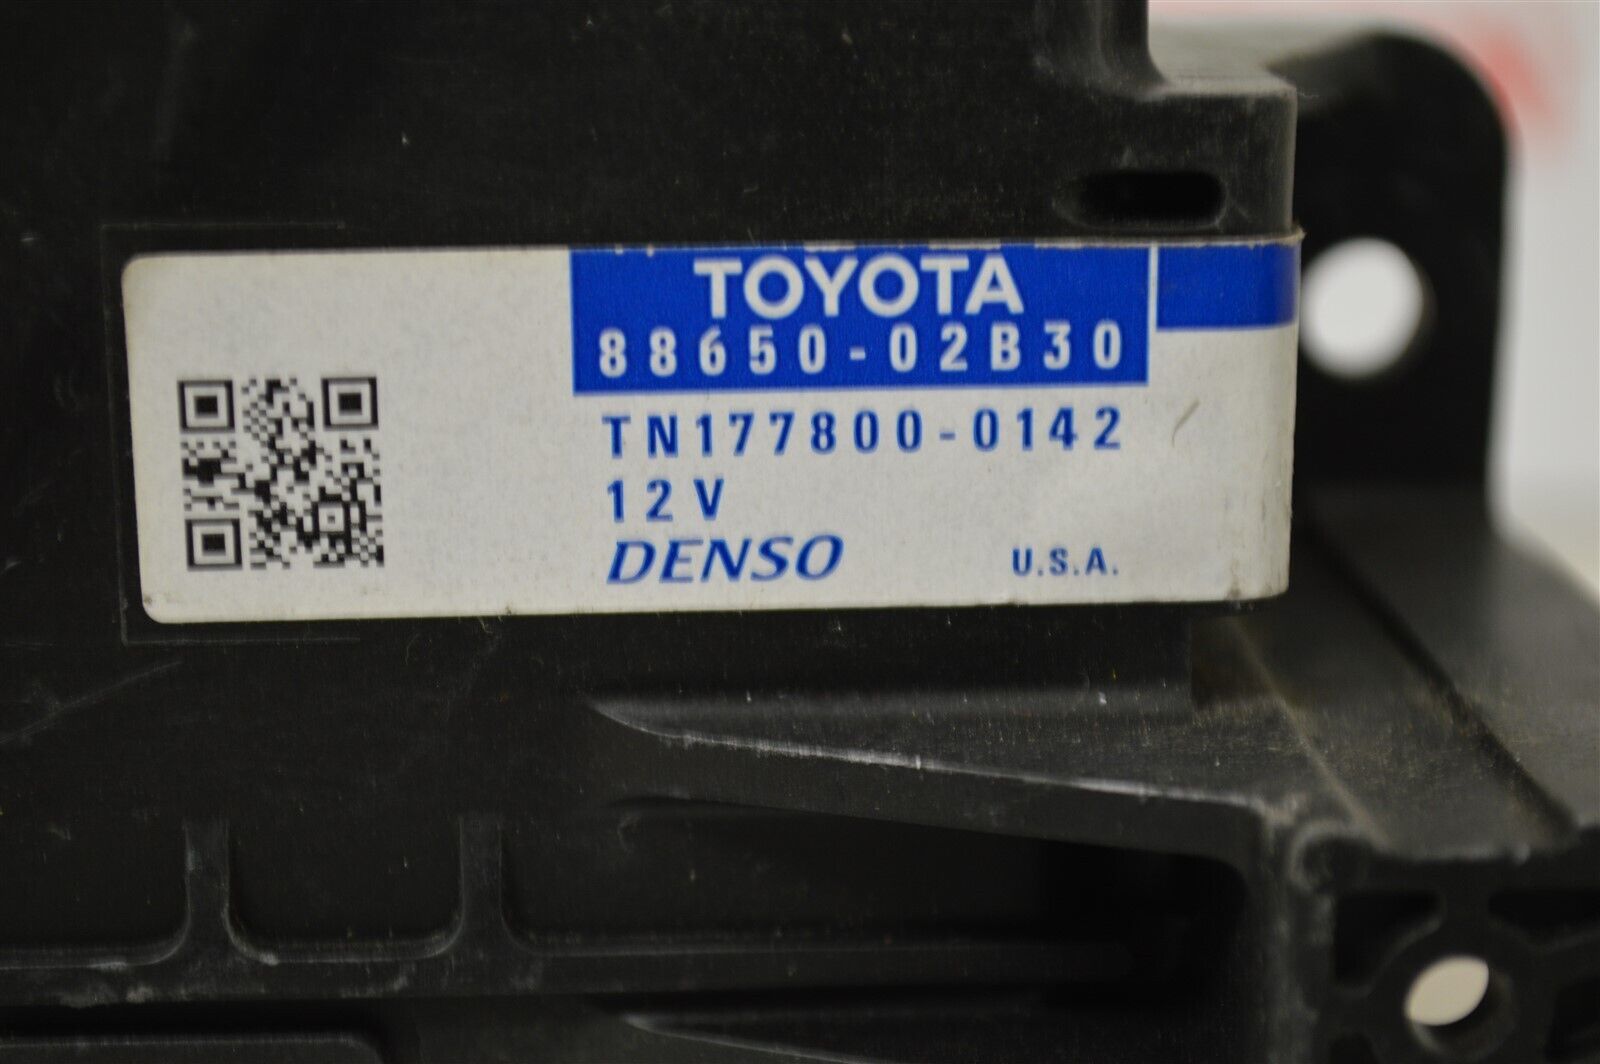 TOYOTA
88650-02B30
TN177800-0142
12V
DENSO U.S.A.